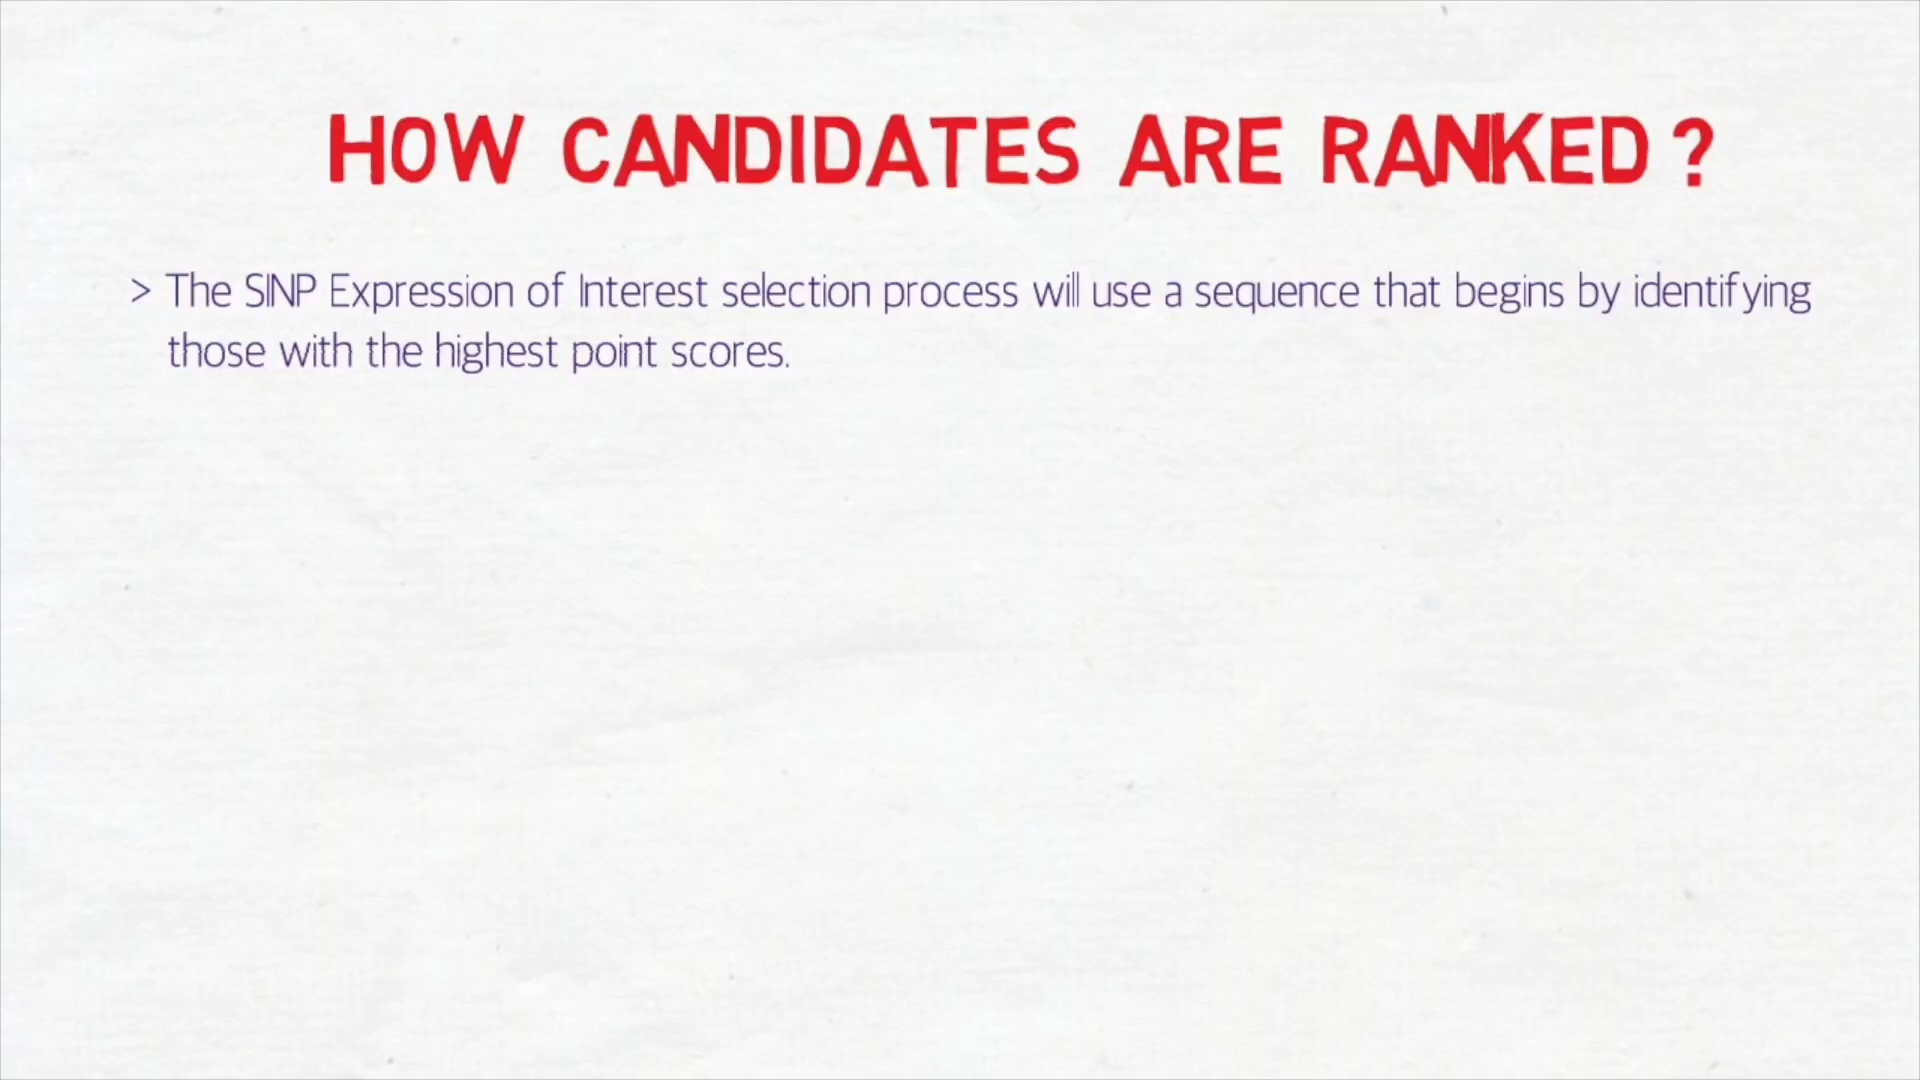 HOW CANDIDATES ARE RANKED ?
> The SINP Expression of Interest selection process will use a sequence that begins by identifying
those with the highest point scores.